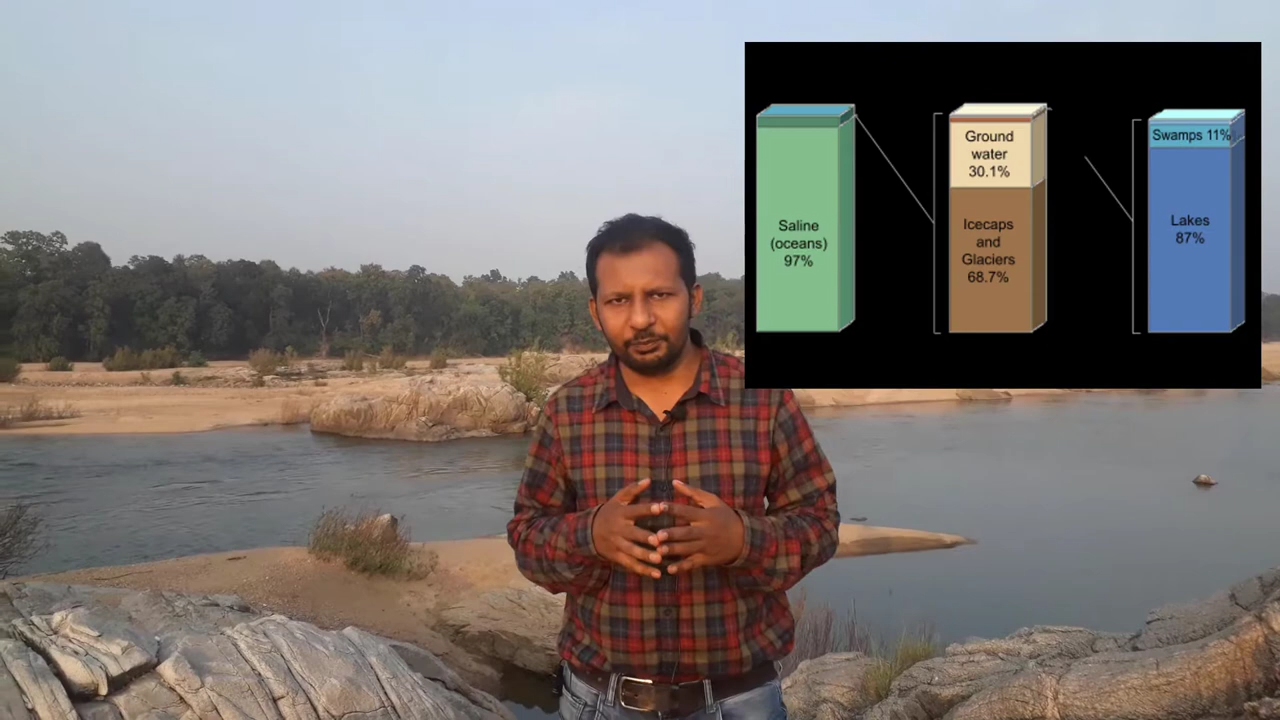 Saline
(oceans)
97%
Ground
water
30.1%
Icecaps
and
Glaciers
68.7%
Swamps 11%
Lakes
87%